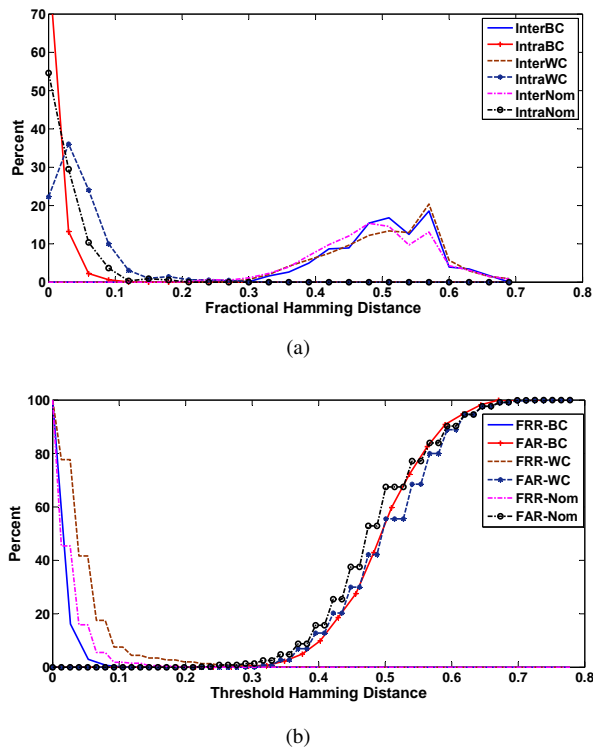 70
60
50
40
30
20
10
0
Percent
0 0.1 0.2 0.3 0.4 0.5 0.6 0.7 0.8
Fractional Hamming Distance
InterBC
IntraBC
InterWC
IntraWC
InterNom
IntraNom
(a)
100
80
60
40
20
0
Percent
0 0.1 0.2 0.3 0.4 0.5 0.6 0.7 0.8
Threshold Hamming Distance
FRR-BC
FAR-BC
FRR-WC
FAR-WC
FRR-Nom
FAR-Nom
(b)